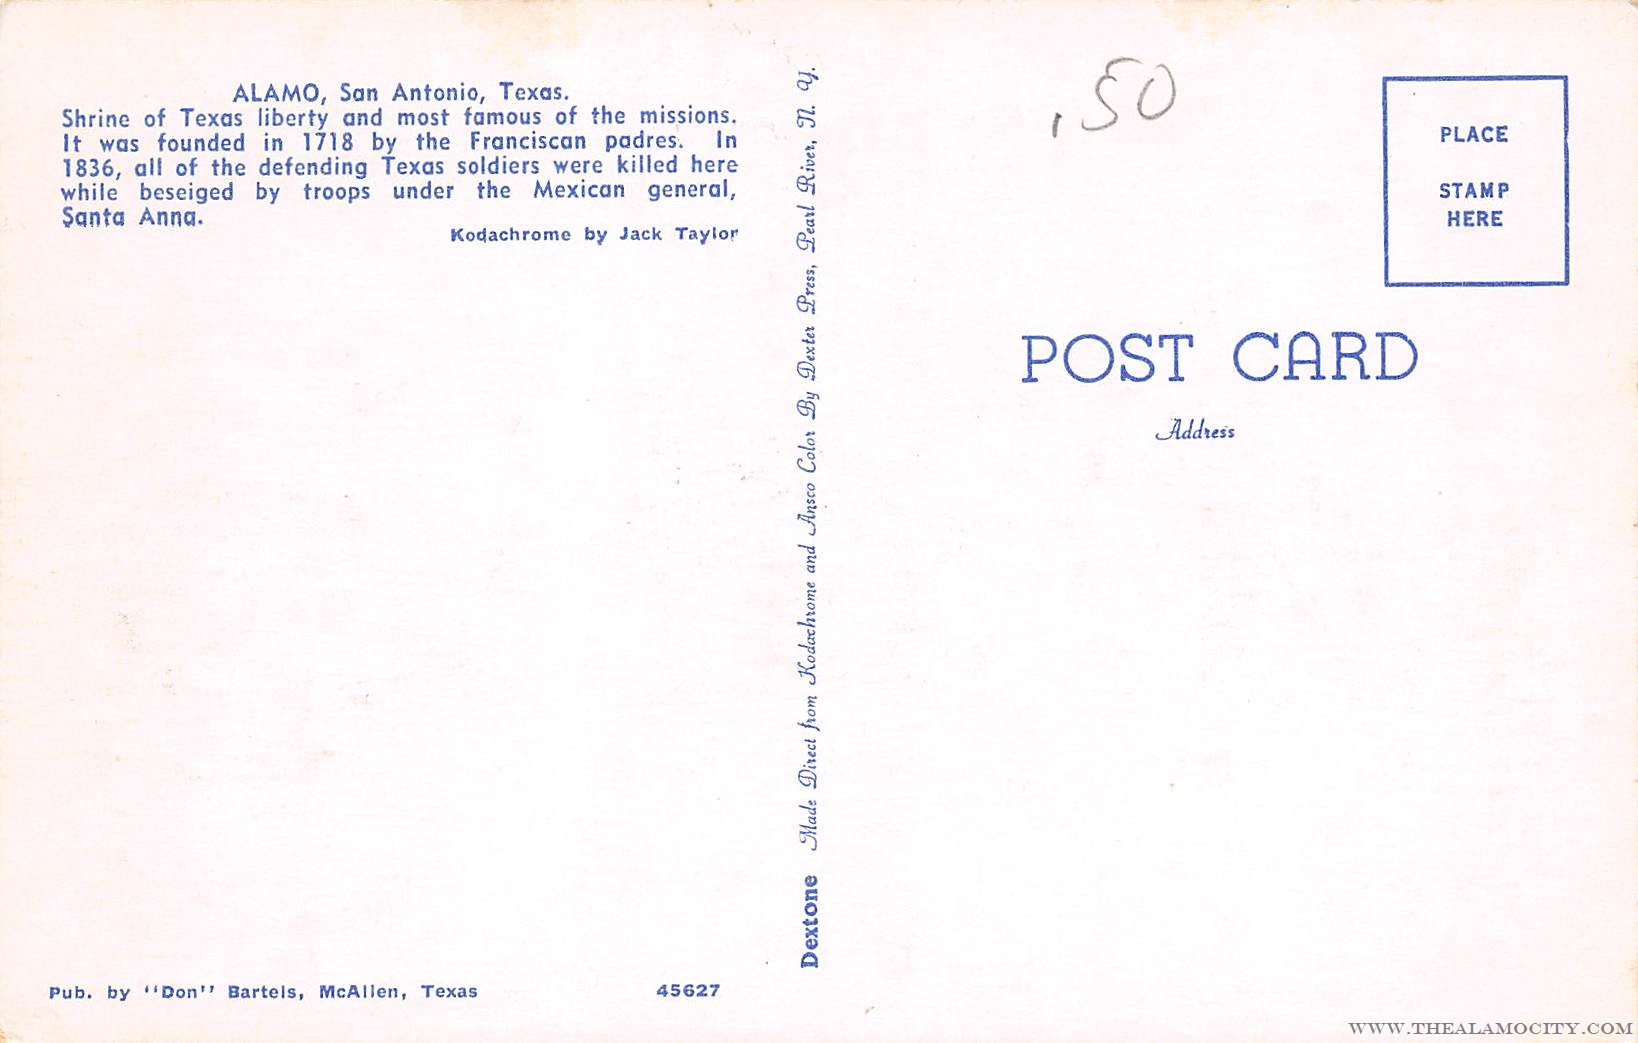 ALAMO, San Antonio, Texas.
Shrine of Texas liberty and most famous of the missions.
It was founded in 1718 by the Franciscan padres. In
1836, all of the defending Texas soldiers were killed here
while beseiged by troops under the Mexican general,
Santa Anna.
Kodachrome by Jack Taylor
Pub. by "Don" Bartels, McAllen, Texas
45627
Dextone Made Direct from Kodachrome and Ansco Color By Dexter Press, Pearl River, N. Y.
.50
PLACE
STAMP
HERE
POST CARD
Address
WWW.THEALAMOCITY.COM